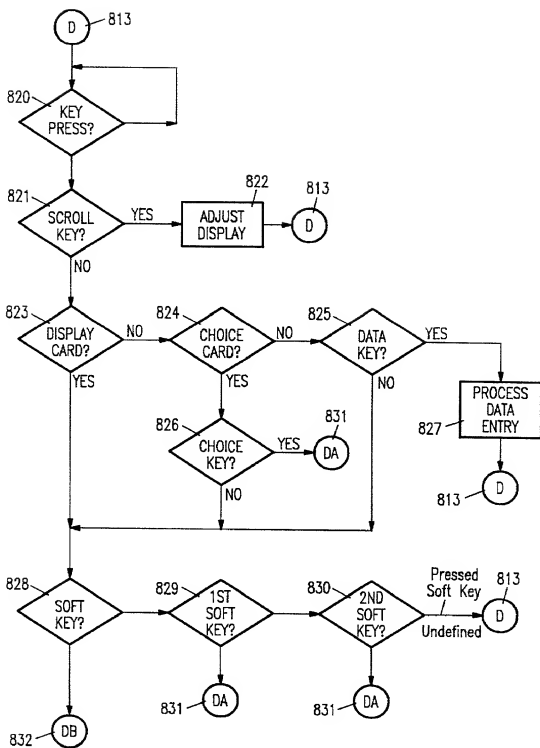 D
813
820
KEY
PRESS?
821
SCROLL
KEY?
YES
822
ADJUST
DISPLAY
813
D
NO
823
DISPLAY
CARD?
NO
824
CHOICE
CARD?
NO
825
DATA
KEY?
YES
YES
YES
NO
826
CHOICE
KEY?
YES
831
DA
PROCESS
DATA
ENTRY
827
NO
813
D
828
SOFT
KEY?
829
1ST
SOFT
KEY?
830
2ND
SOFT
KEY?
Pressed
Soft Key
Undefined
813
D
832
DB
831
DA
831
DA